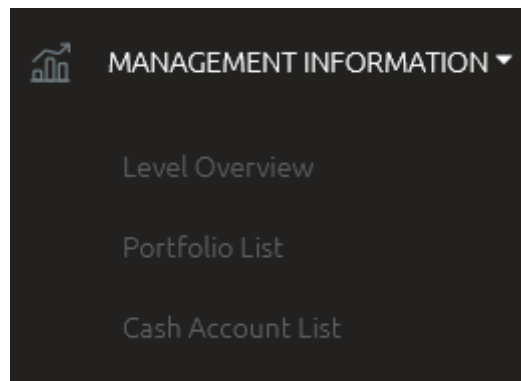 MANAGEMENT INFORMATION
Level Overview
Portfolio List
Cash Account List